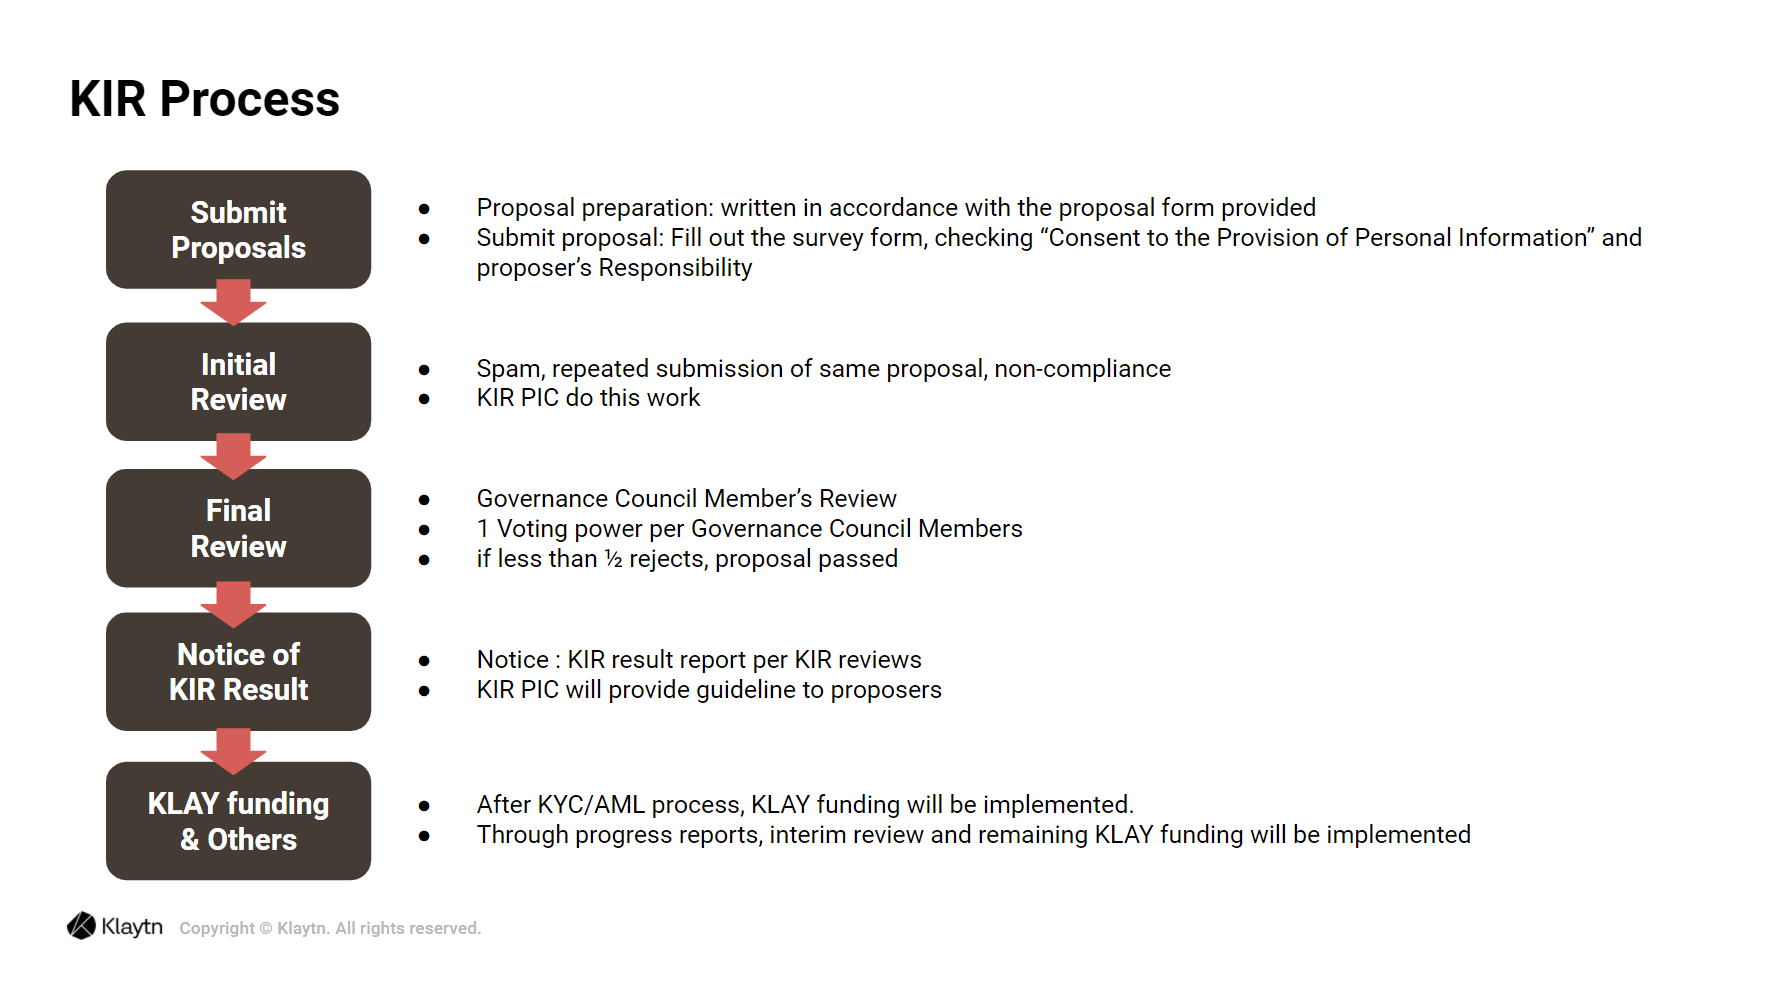 KIR Process
Submit
Proposals
● Proposal preparation: written in accordance with the proposal form provided
● Submit proposal: Fill out the survey form, checking “Consent to the Provision of Personal Information” and
proposer’s Responsibility
Initial
Review
● Spam, repeated submission of same proposal, non-compliance
● KIR PIC do this work
Final
Review
● Governance Council Member’s Review
● 1 Voting power per Governance Council Members
● if less than ½ rejects, proposal passed
Notice of
KIR Result
● Notice : KIR result report per KIR reviews
● KIR PIC will provide guideline to proposers
KLAY funding
& Others
● After KYC/AML process, KLAY funding will be implemented.
● Through progress reports, interim review and remaining KLAY funding will be implemented
Klaytn Copyright © Klaytn. All rights reserved.